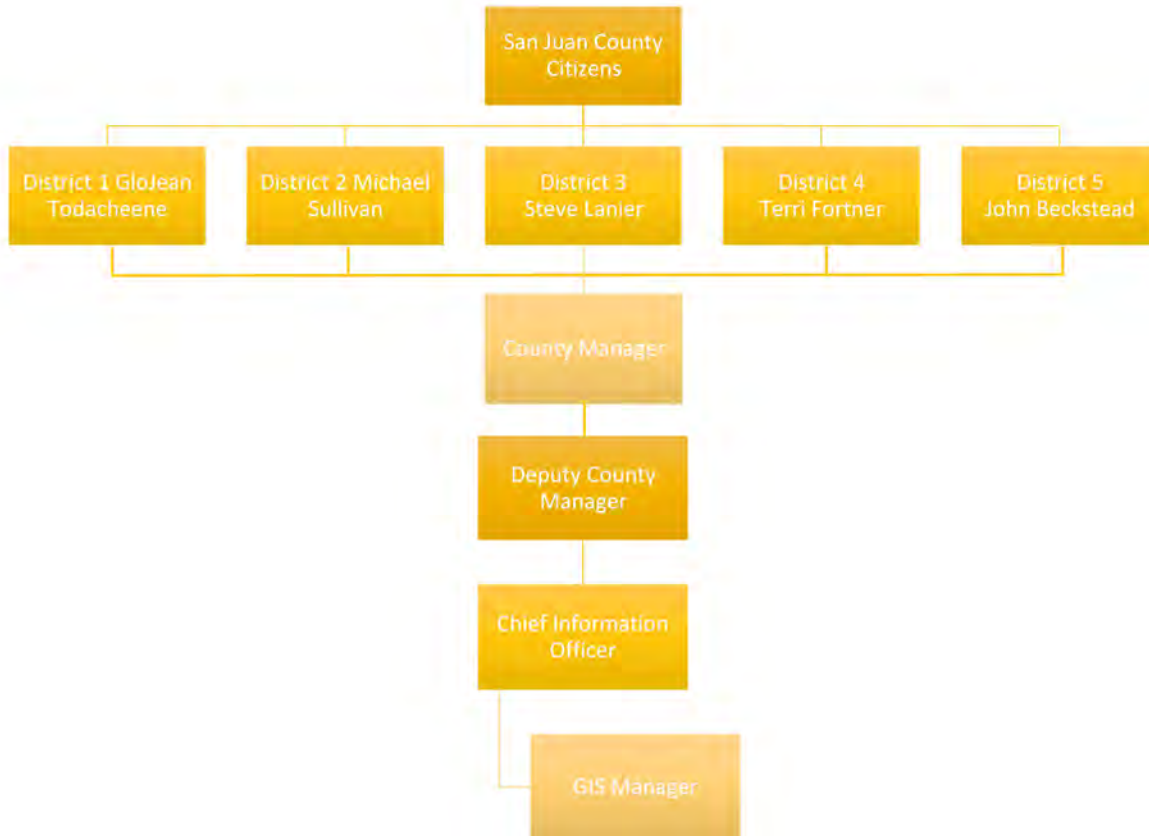 San Juan County
Citizens
District 1 GloJean
Todacheene
District 2 Michael
Sullivan
District 3
Steve Lanier
District 4
Terri Fortner
District 5
John Beckstead
County Manager
Deputy County
Manager
Chief Information
Officer
GIS Manager